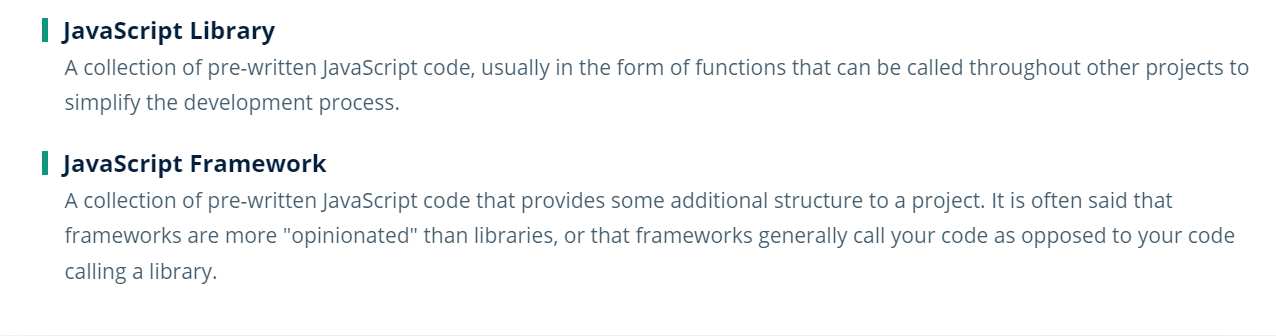 JavaScript Library
A collection of pre-written JavaScript code, usually in the form of functions that can be called throughout other projects to
simplify the development process.
JavaScript Framework
A collection of pre-written JavaScript code that provides some additional structure to a project. It is often said that
frameworks are more "opinionated" than libraries, or that frameworks generally call your code as opposed to your code
calling a library.